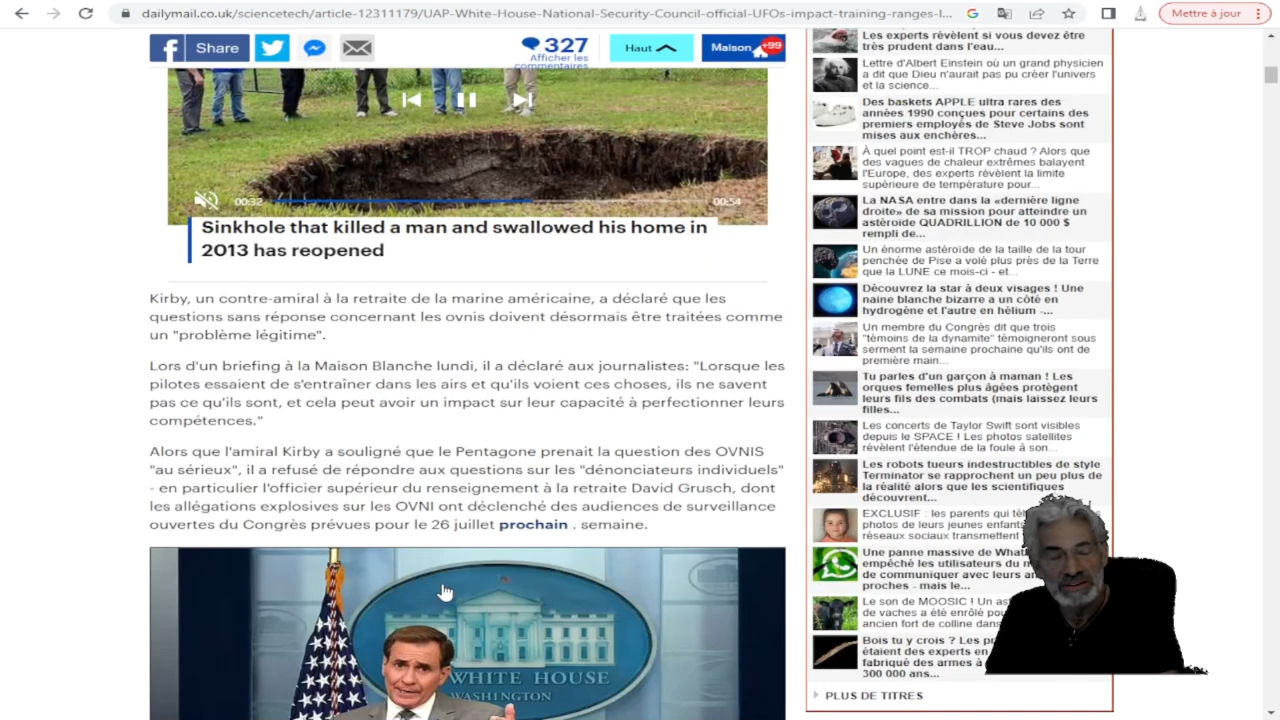 dailymail.co.uk/sciencetech/article-12311179/UAP-White-House-National-Security-Council-official-UFOs-impact-training-ranges-l...
Mettre à jour
Share
327
Afficher les
commentaires
Haut
Maison
+99
00:32
00:54
Sinkhole that killed a man and swallowed his home in
2013 has reopened
Kirby, un contre-amiral à la retraite de la marine américaine, a déclaré que les
questions sans réponse concernant les ovnis doivent désormais être traitées comme
un "problème légitime".
Lors d'un briefing à la Maison Blanche lundi, il a déclaré aux journalistes: "Lorsque les
pilotes essaient de s'entraîner dans les airs et qu'ils voient ces choses, ils ne savent
pas ce qu'ils sont, et cela peut avoir un impact sur leur capacité à perfectionner leurs
compétences."
Alors que l'amiral Kirby a souligné que le Pentagone prenait la question des OVNIS
"au sérieux", il a refusé de répondre aux questions sur les "dénonciateurs individuels"
- en particulier l'officier supérieur du renseignement à la retraite David Grusch, dont
les allégations explosives sur les OVNI ont déclenché des audiences de surveillance
ouvertes du Congrès prévues pour le 26 juillet prochain . semaine.
THE WHITE HOUSE
WASHINGTON
Les experts révèlent si vous devez être
très prudent dans l'eau...
Lettre d'Albert Einstein où un grand physicien
a dit que Dieu n'aurait pas pu créer l'univers
et la science...
Des baskets APPLE ultra rares des
années 1990 conçues pour certains des
premiers employés de Steve Jobs sont
mises aux enchères...
À quel point est-il TROP chaud ? Alors que
des vagues de chaleur extrêmes balayent
l'Europe, des experts révèlent la limite
supérieure de température pour...
La NASA entre dans la «dernière ligne
droite» de sa mission pour atteindre un
astéroïde QUADRILLION de 10 000 $
rempli de...
Un énorme astéroïde de la taille de la tour
penchée de Pise a volé plus près de la Terre
que la LUNE ce mois-ci - et...
Découvrez la star à deux visages ! Une
naine blanche bizarre a un côté en
hydrogène et l'autre en hélium -...
Un membre du Congrès dit que trois
"témoins de la dynamite" témoigneront sous
serment la semaine prochaine qu'ils ont de
première main...
Tu parles d'un garçon à maman ! Les
orques femelles plus âgées protègent
leurs fils des combats (mais laissez leurs
filles...
Les concerts de Taylor Swift sont visibles
depuis le SPACE ! Les photos satellites
révèlent l'étendue de la foule à son...
Les robots tueurs indestructibles de style
Terminator se rapprochent un peu plus de
la réalité alors que les scientifiques
découvrent...
EXCLUSIF : les parents qui
photos de leurs jeunes
réseaux sociaux transmettent
Une panne massive de
empêché les utilisateurs du
de communiquer avec leurs
proches - mais le...
Le son de MOOSIC ! Un
de vaches a été enrôlé
ancien fort de colline dans
Bois tu y crois ? Les
étaient des experts en
fabriqué des armes à
300 000 ans...
PLUS DE TITRES